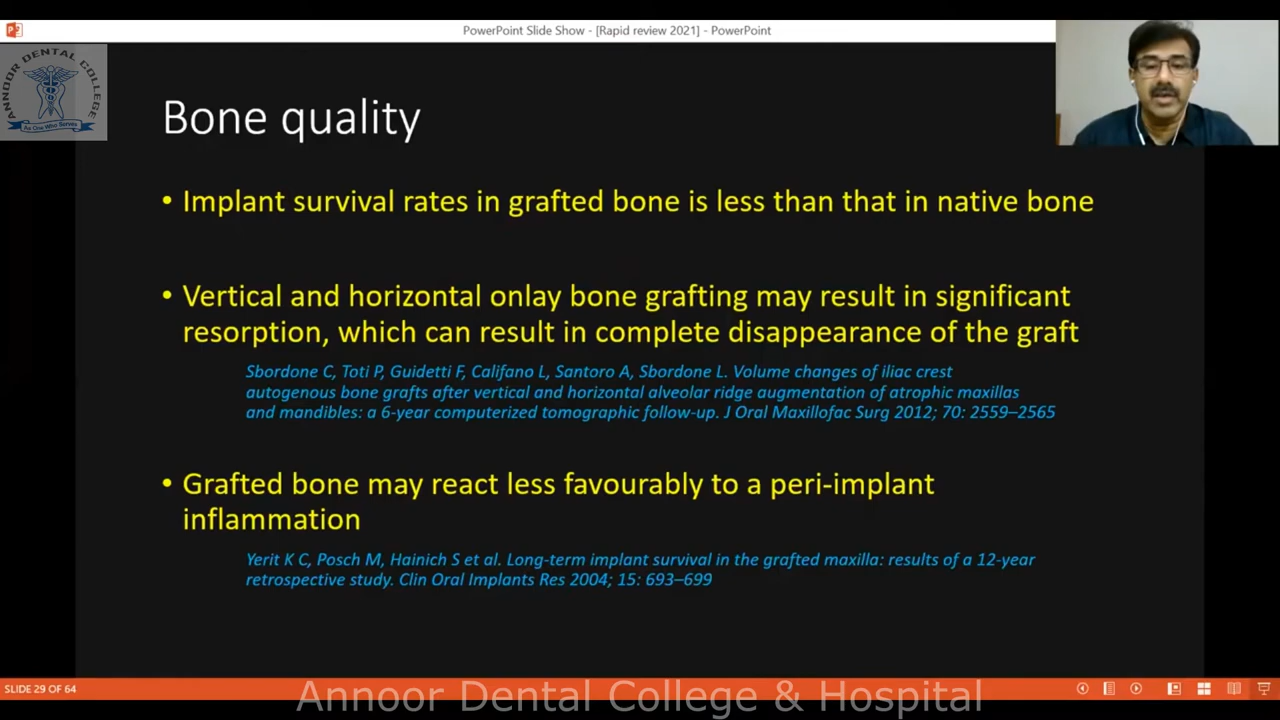 PowerPoint Slide Show - [Rapid review 2021] - PowerPoint
ANNOOR DENTAL COLLEGE
As One Who Serves
Bone quality
• Implant survival rates in grafted bone is less than that in native bone
• Vertical and horizontal onlay bone grafting may result in significant
resorption, which can result in complete disappearance of the graft
Sbordone C, Toti P, Guidetti F, Califano L, Santoro A, Sbordone L. Volume changes of iliac crest
autogenous bone grafts after vertical and horizontal alveolar ridge augmentation of atrophic maxillas
and mandibles: a 6-year computerized tomographic follow-up. J Oral Maxillofac Surg 2012; 70: 2559–2565
• Grafted bone may react less favourably to a peri-implant
inflammation
Yerit K C, Posch M, Hainich S et al. Long-term implant survival in the grafted maxilla: results of a 12-year
retrospective study. Clin Oral Implants Res 2004; 15: 693–699
SLIDE 29 OF 64
Annoor Dental College & Hospital